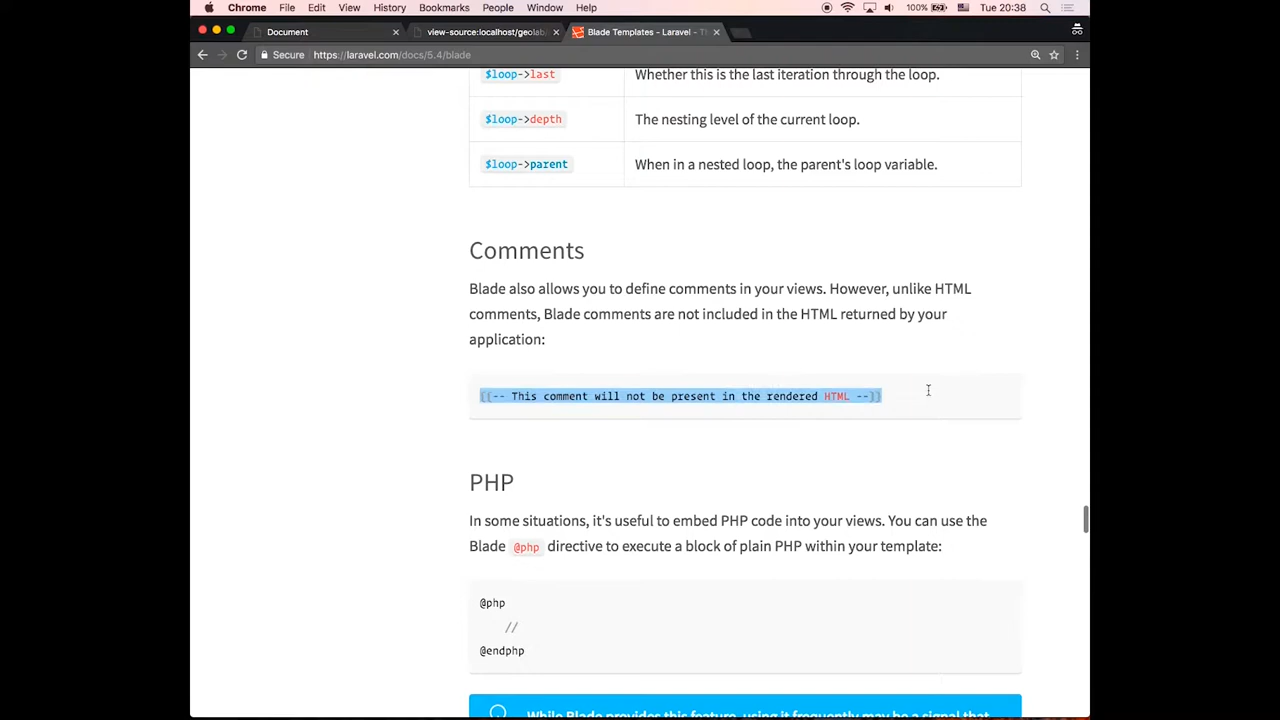 Chrome File Edit View History Bookmarks People Window Help 100% Tue 20:38
Document view-source:localhost/geolab Blade Templates - Laravel - Th
Secure https://laravel.com/docs/5.4/blade
$loop->last Whether this is the last iteration through the loop.
$loop->depth The nesting level of the current loop.
$loop->parent When in a nested loop, the parent's loop variable.
Comments
Blade also allows you to define comments in your views. However, unlike HTML
comments, Blade comments are not included in the HTML returned by your
application:
{{-- This comment will not be present in the rendered HTML --}}
PHP
In some situations, it's useful to embed PHP code into your views. You can use the
Blade @php directive to execute a block of plain PHP within your template:
@php
//
@endphp
While Blade provides this feature, using it frequently may be a signal that